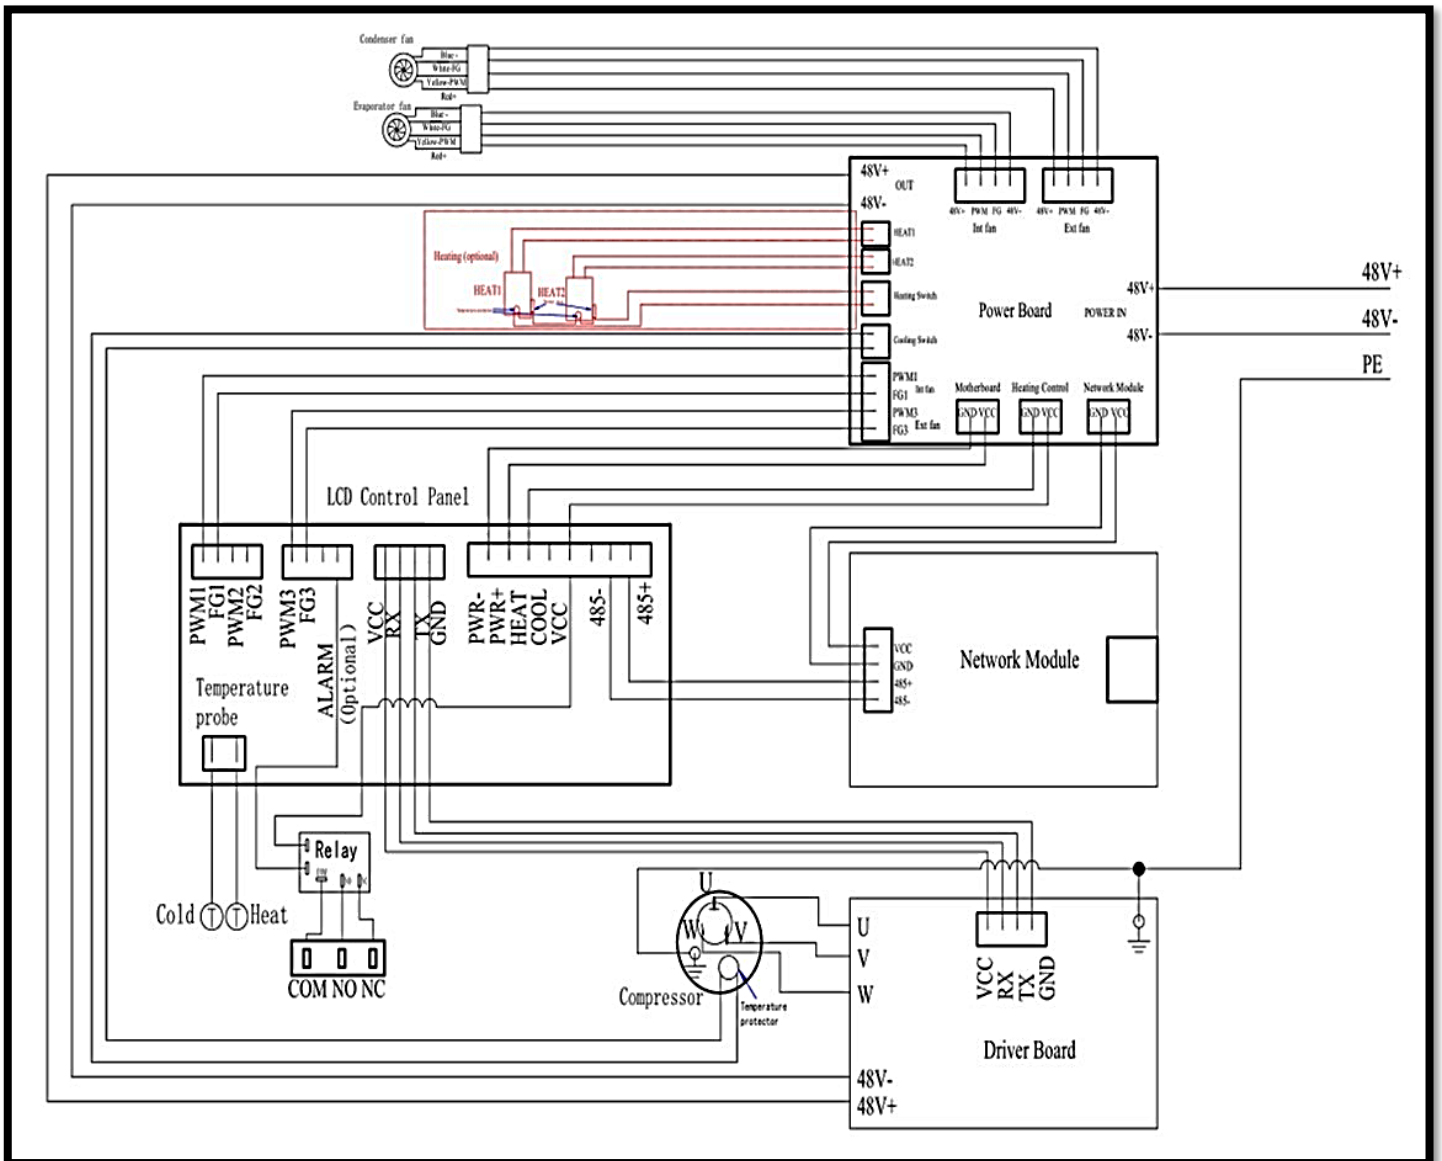 Condenser fan
Blue -
White-FG
Yellow-PWM
Red+
Evaporator fan
Blue -
White-FG
Yellow-PWM
Red+
48V+
OUT
48V-
48V+ PWM FG 48V-
Int fan
48V+ PWM FG 48V-
Ext fan
HEAT1
HEAT2
Heating Switch
Cooling Switch
Heating (optional)
HEAT1
HEAT2
Power Board
48V+
POWER IN
48V-
48V+
48V-
PE
PWM1
FG1
Int fan
PWM3
FG3
Ext fan
Motherboard
GND VCC
Heating Control
GND VCC
Network Module
GND VCC
LCD Control Panel
PWM1
FG1
PWM2
FG2
PWM3
FG3
ALARM
(Optional)
VCC
RX
TX
GND
PWR-
PWR+
HEAT
COOL
VCC
485-
485+
Temperature
probe
VCC
GND
485+
485-
Network Module
Relay
Cold T T Heat
COM NO NC
U
W V
Compressor
Temperature
protector
U
V
W
VCC
RX
TX
GND
Driver Board
48V-
48V+